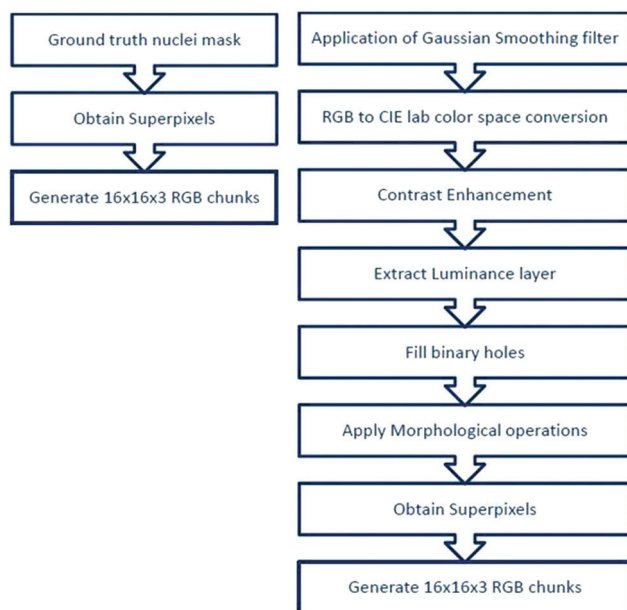 Ground truth nuclei mask
Obtain Superpixels
Generate 16x16x3 RGB chunks
Application of Gaussian Smoothing filter
RGB to CIE lab color space conversion
Contrast Enhancement
Extract Luminance layer
Fill binary holes
Apply Morphological operations
Obtain Superpixels
Generate 16x16x3 RGB chunks